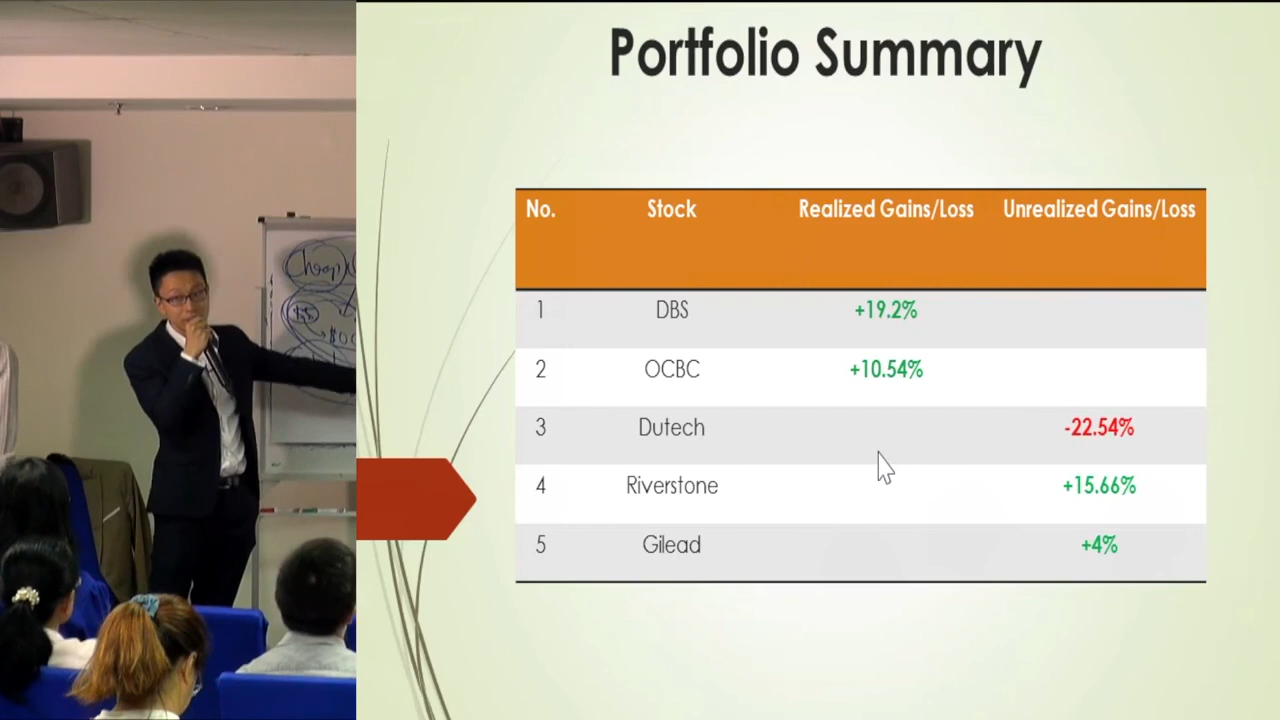 Portfolio Summary
No. Stock Realized Gains/Loss Unrealized Gains/Loss
1 DBS +19.2%
2 OCBC +10.54%
3 Dutech -22.54%
4 Riverstone +15.66%
5 Gilead +4%
Cheap
$$